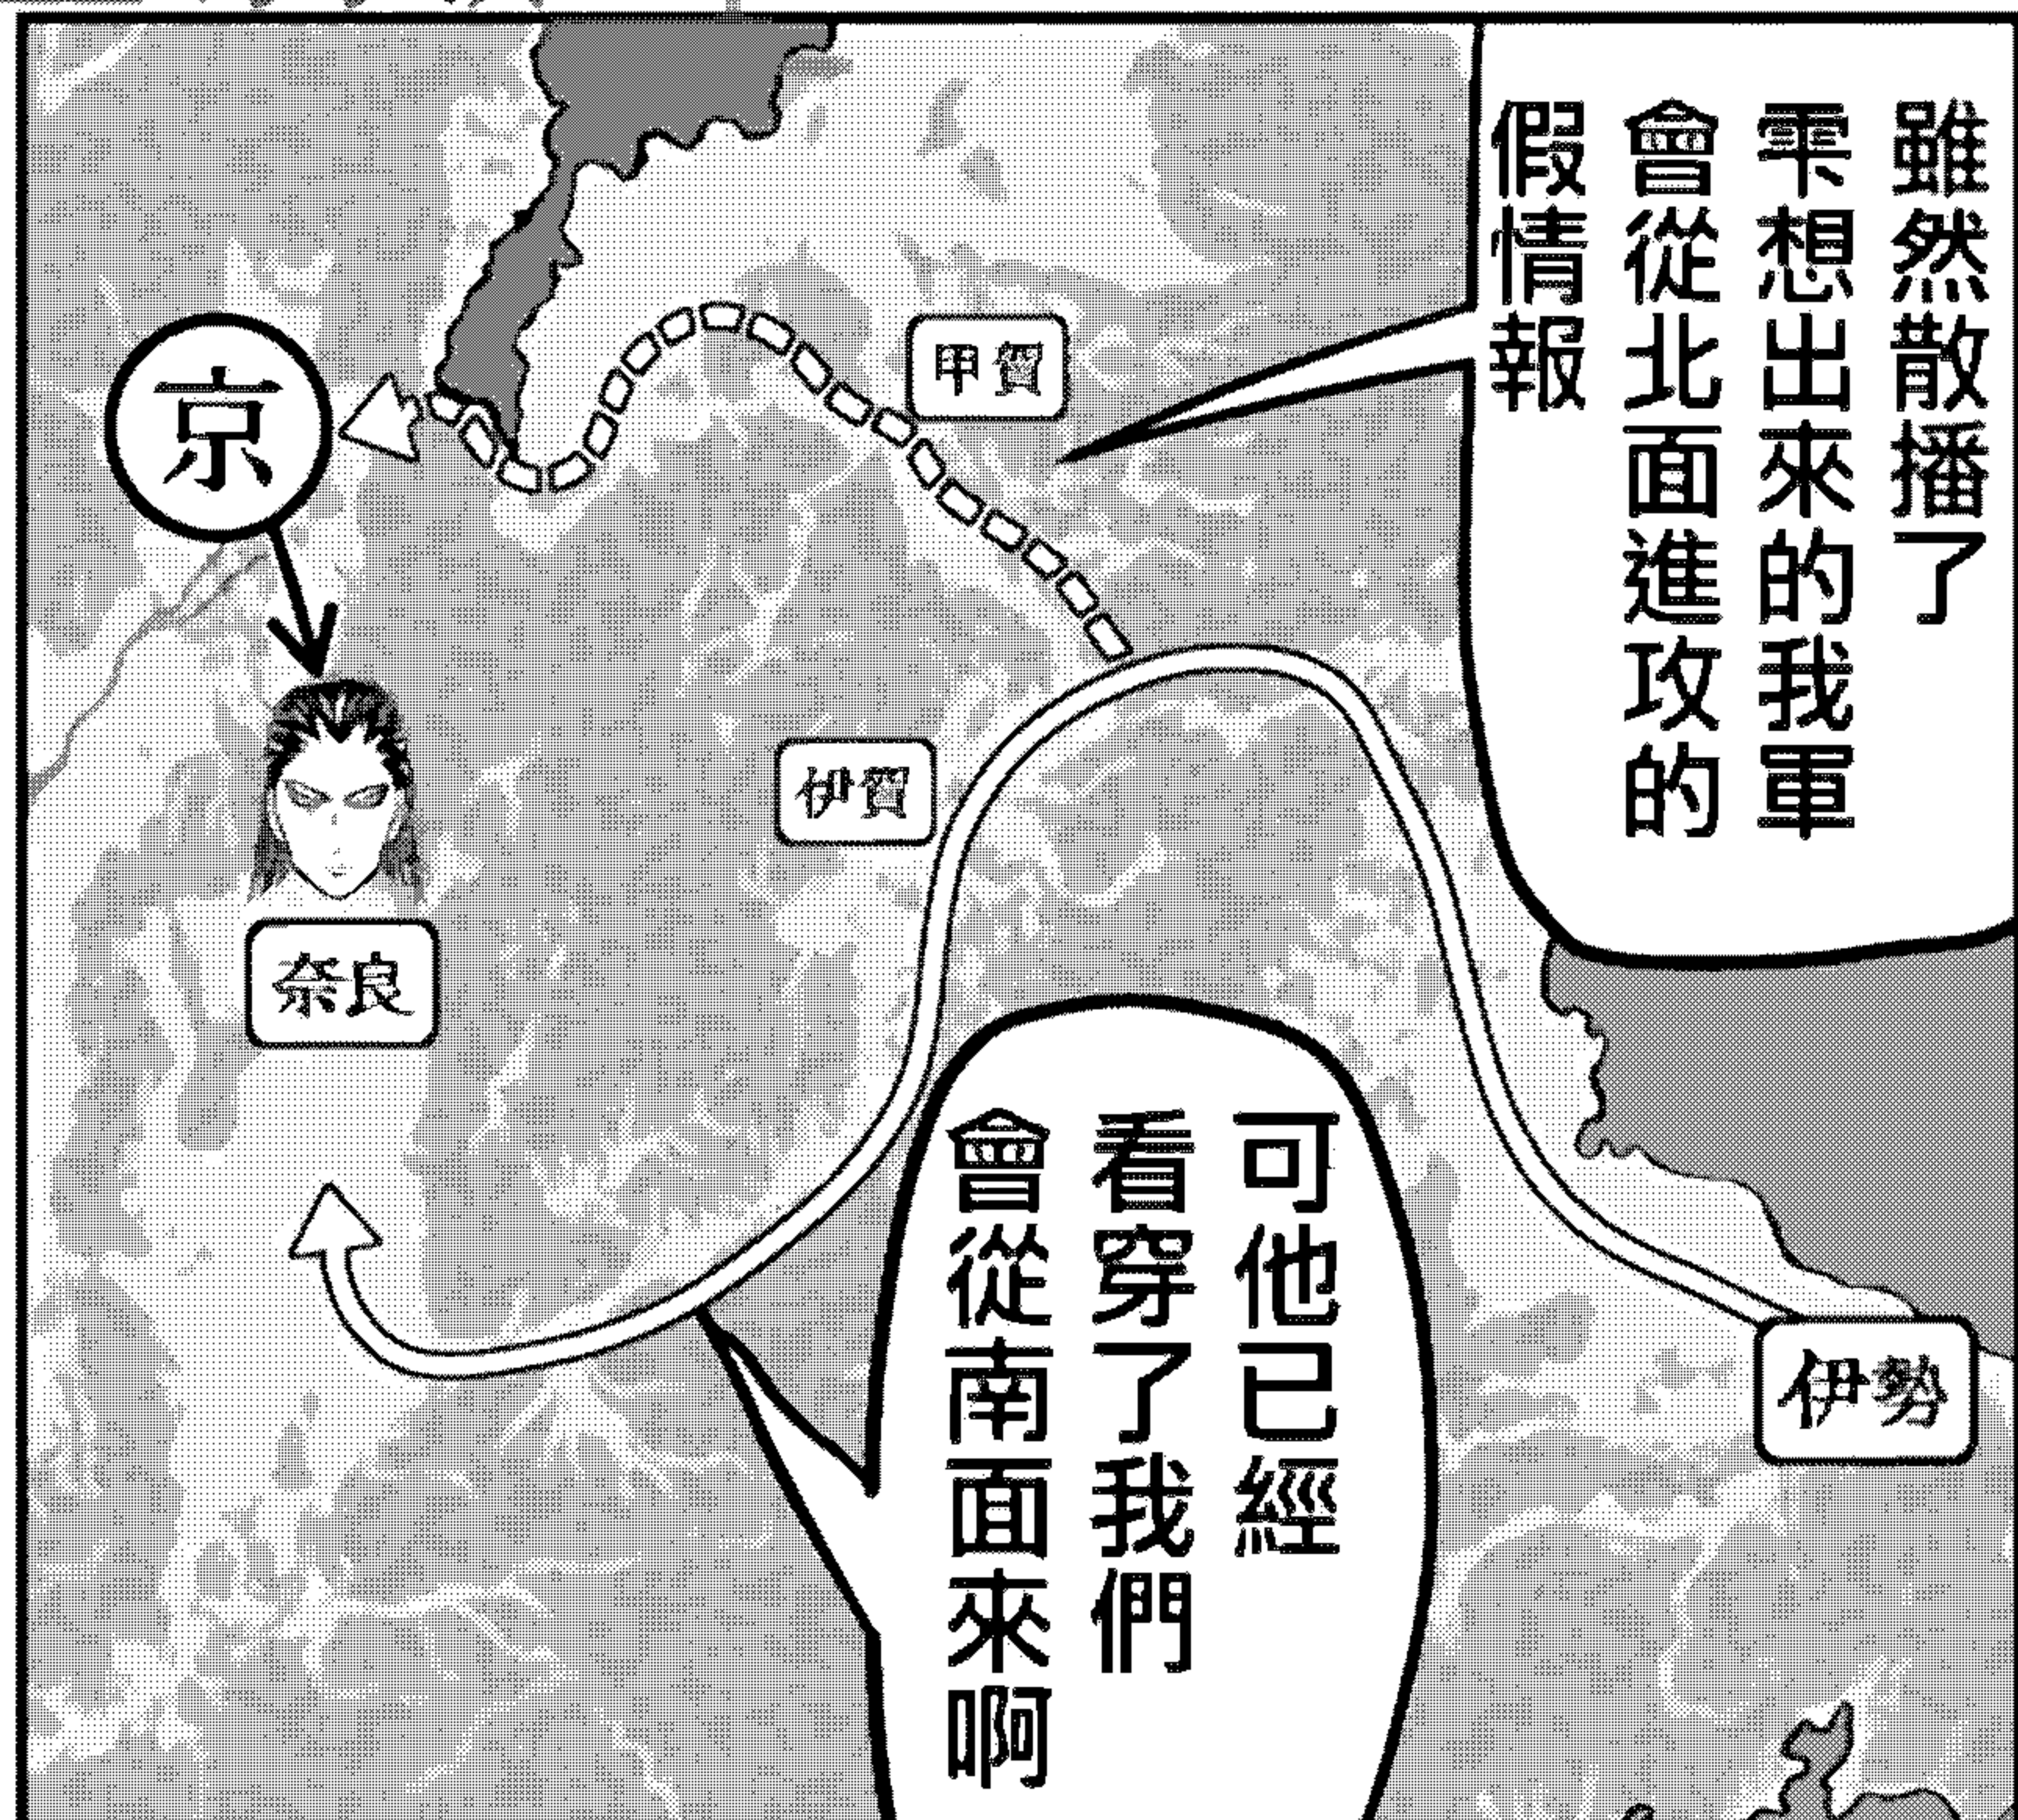 雖然散播了
雫想出來的我軍
會從北面進攻的
假情報
甲賀
京
伊賀
奈良
可他已經
看穿了我們
會從南面來啊
伊勢